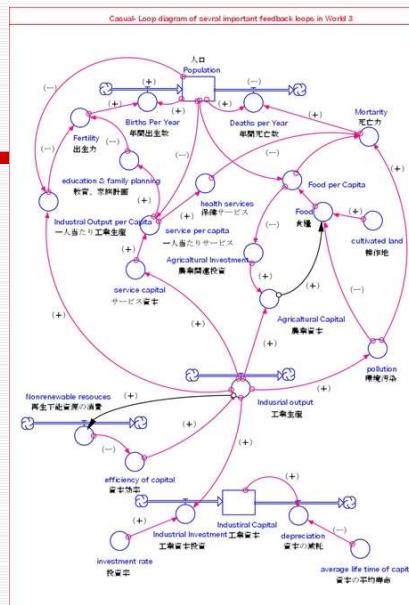 Casual- Loop diagram of sevral important feedback loops in World 3
人口
Population
(+)
(—)
(—)
(+)
(+)
(+)
(+)
Births Per Year
年間出生数
Deaths per Year
年間死亡数
Mortarity
死亡力
Fertility
出生力
(—)
(+)
(—)
(—)
education & family planning
教育、家族計画
(+)
(+)
health services
保健サービス
Food per Capita
Industrial Output per Capita
一人当たり工業生産
service per capita
一人当たりサービス
Food
食糧
(+)
cultivated land
耕作地
(+)
(—)
Agricaltural Investment
農業関連投資
(+)
(+)
(—)
service capital
サービス資本
Agricaltural Capital
農業資本
(+)
(+)
(+)
pollution
環境汚染
(+)
Indusrial output
工業生産
Nonrenewable resouces
再生不能資源の消費
(+)
(+)
(—)
(+)
efficiency of capital
資本効率
(+)
(+)
Industrial Investment
工業資本投資
Industiral Capital
工業資本
depreciation
資本の減耗
(—)
investment rate
投資率
average life time of capit
資本の平均寿命